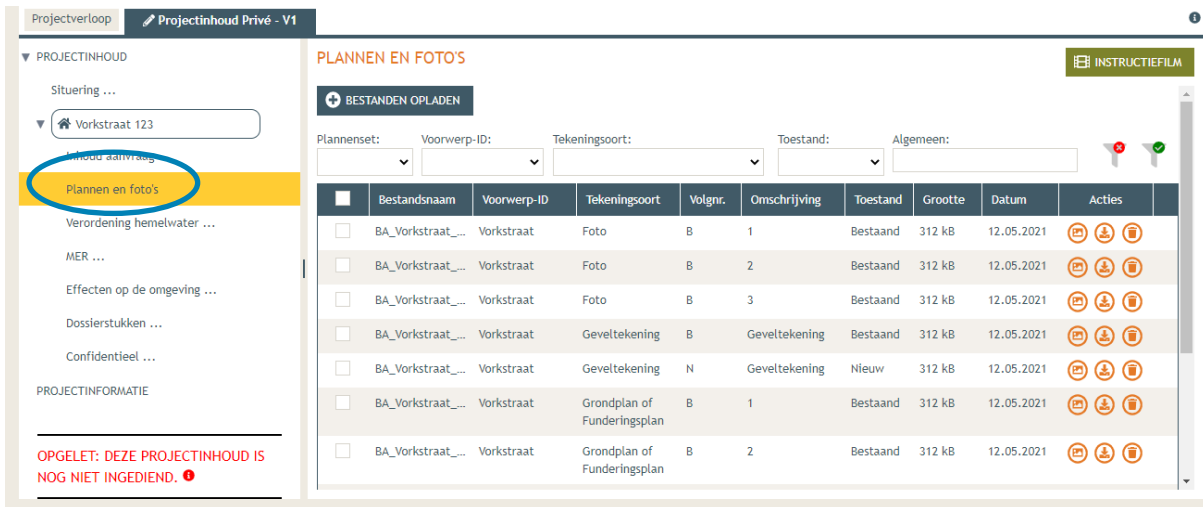 Projectverloop
Projectinhoud Privé - V1
PROJECTINHOUD
Situering ...
Vorkstraat 123
Inhoud aanvraag
Plannen en foto's
Verordening hemelwater ...
MER ...
Effecten op de omgeving ...
Dossierstukken ...
Confidentieel ...
PROJECTINFORMATIE
OPGELET: DEZE PROJECTINHOUD IS
NOG NIET INGEDIEND.
PLANNEN EN FOTO'S
INSTRUCTIEFILM
BESTANDEN OPLADEN
Plannenset: Voorwerp-ID: Tekeningsoort: Toestand: Algemeen:
Bestandsnaam Voorwerp-ID Tekeningsoort Volgnr. Omschrijving Toestand Grootte Datum Acties
BA_Vorkstraat_... Vorkstraat Foto B 1 Bestaand 312 kB 12.05.2021
BA_Vorkstraat_... Vorkstraat Foto B 2 Bestaand 312 kB 12.05.2021
BA_Vorkstraat_... Vorkstraat Foto B 3 Bestaand 312 kB 12.05.2021
BA_Vorkstraat_... Vorkstraat Geveltekening B Geveltekening Bestaand 312 kB 12.05.2021
BA_Vorkstraat_... Vorkstraat Geveltekening N Geveltekening Nieuw 312 kB 12.05.2021
BA_Vorkstraat_... Vorkstraat Grondplan of B 1 Bestaand 312 kB 12.05.2021
Funderingsplan
BA_Vorkstraat_... Vorkstraat Grondplan of B 2 Bestaand 312 kB 12.05.2021
Funderingsplan